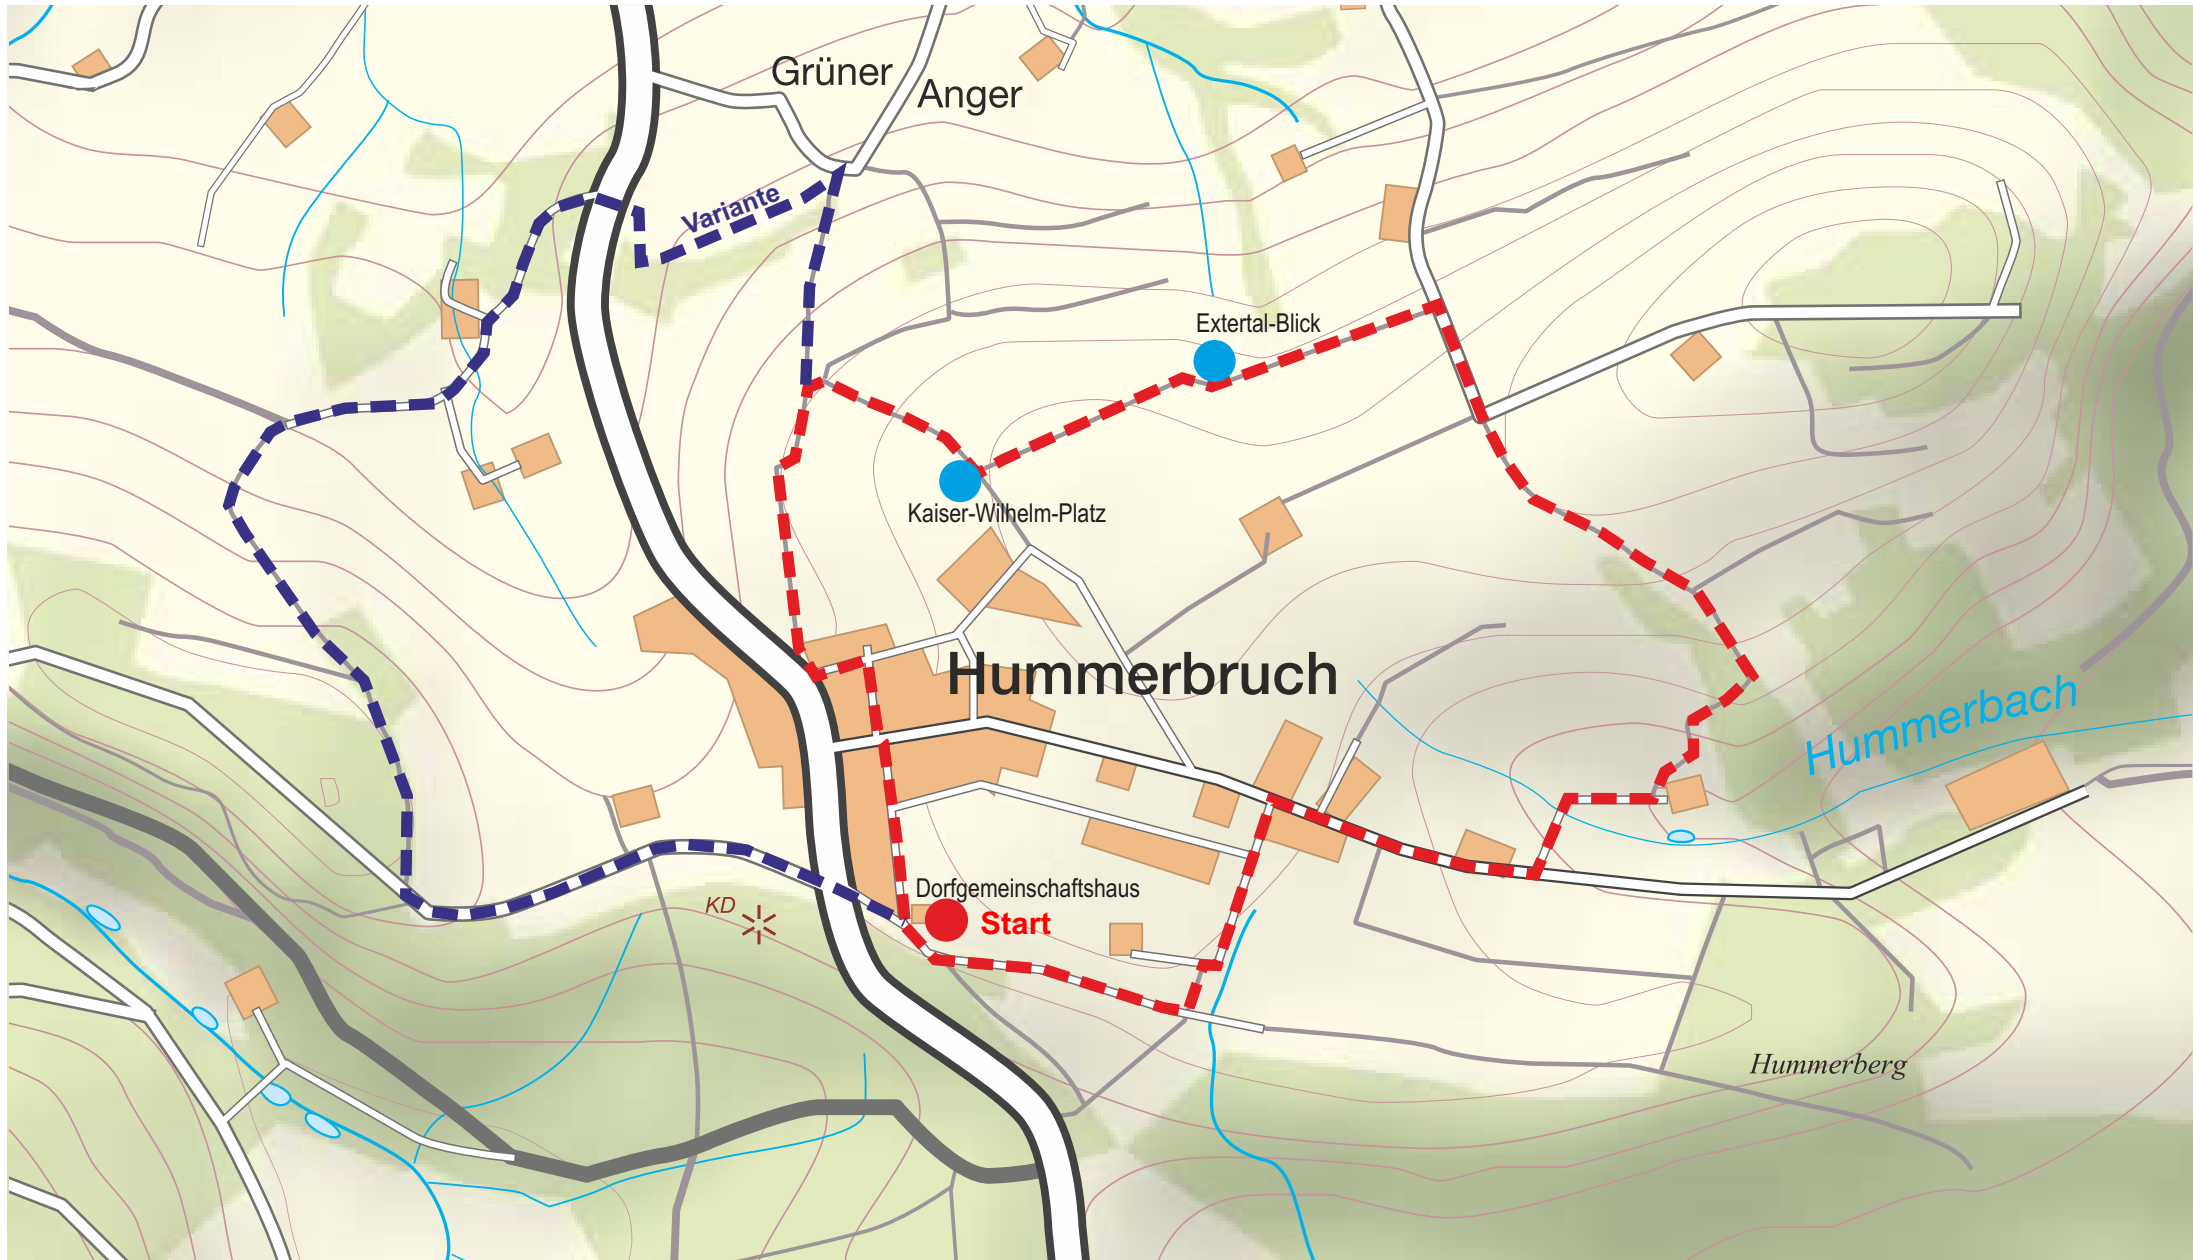 Grüner
Anger
Variante
Extertal-Blick
Kaiser-Wilhelm-Platz
Hummerbruch
Hummerbach
Dorfgemeinschaftshaus
KD
Start
Hummerberg